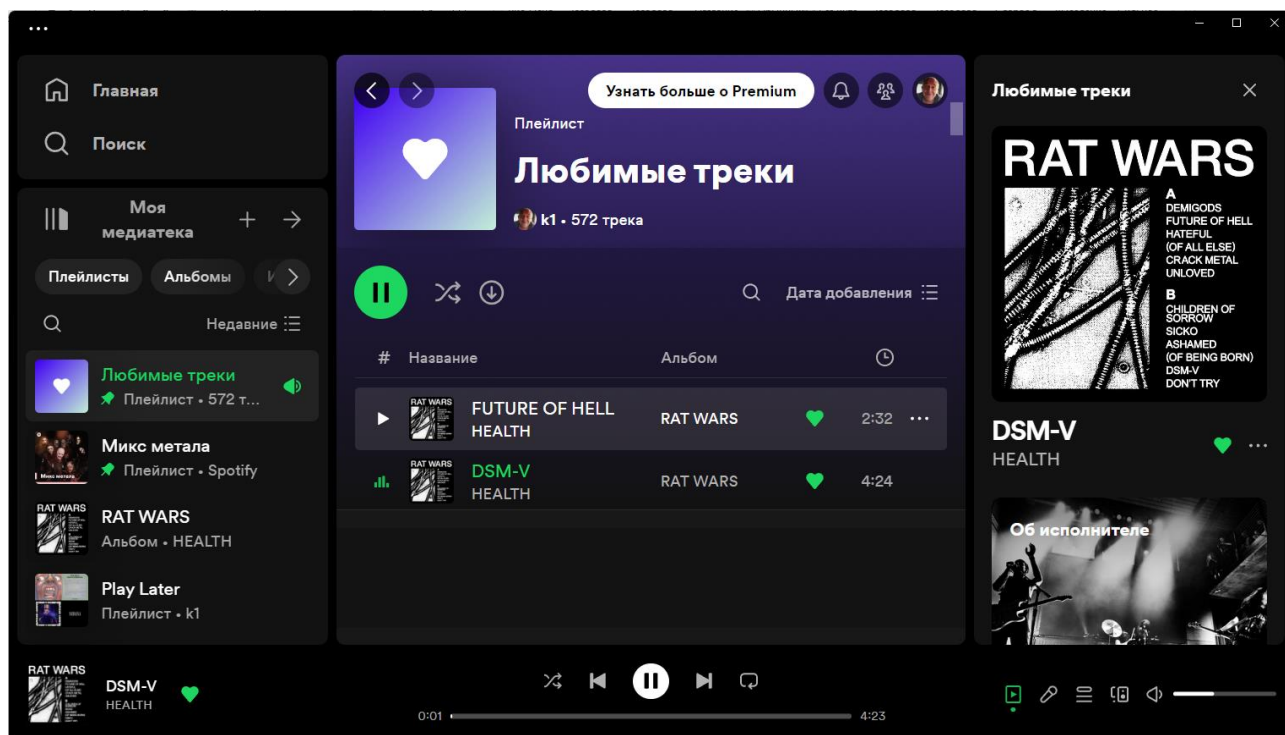 Главная
Поиск
Моя
медиатека
Плейлисты
Альбомы
Недавние
Любимые треки
Плейлист • 572 т...
Микс метала
Плейлист • Spotify
RAT WARS
Альбом • HEALTH
Play Later
Плейлист • k1
Узнать больше о Premium
Плейлист
Любимые треки
k1 • 572 трека
Дата добавления
# Название Альбом
FUTURE OF HELL
HEALTH
RAT WARS
2:32
DSM-V
HEALTH
RAT WARS
4:24
Любимые треки
RAT WARS
A
DEMIGODS
FUTURE OF HELL
HATEFUL
(OF ALL ELSE)
CRACK METAL
UNLOVED
B
CHILDREN OF
SORROW
SICKO
ASHAMED
(OF BEING BORN)
DSM-V
DON'T TRY
DSM-V
HEALTH
Об исполнителе
RAT WARS
DSM-V
HEALTH
0:01
4:23